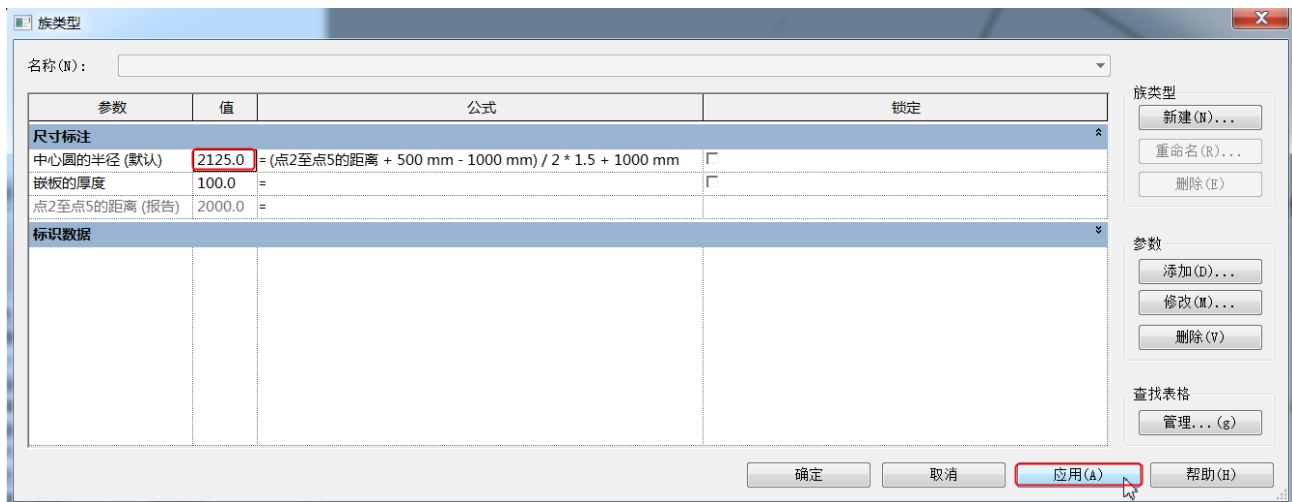 族类型
名称(N):
参数 值 公式 锁定
尺寸标注
中心圆的半径 (默认) 2125.0 = (点2至点5的距离 + 500 mm - 1000 mm) / 2 * 1.5 + 1000 mm
嵌板的厚度 100.0 =
点2至点5的距离 (报告) 2000.0 =
标识数据
族类型
新建(N)...
重命名(R)...
删除(E)
参数
添加(D)...
修改(M)...
删除(V)
查找表格
管理...(g)
确定 取消 应用(A) 帮助(H)